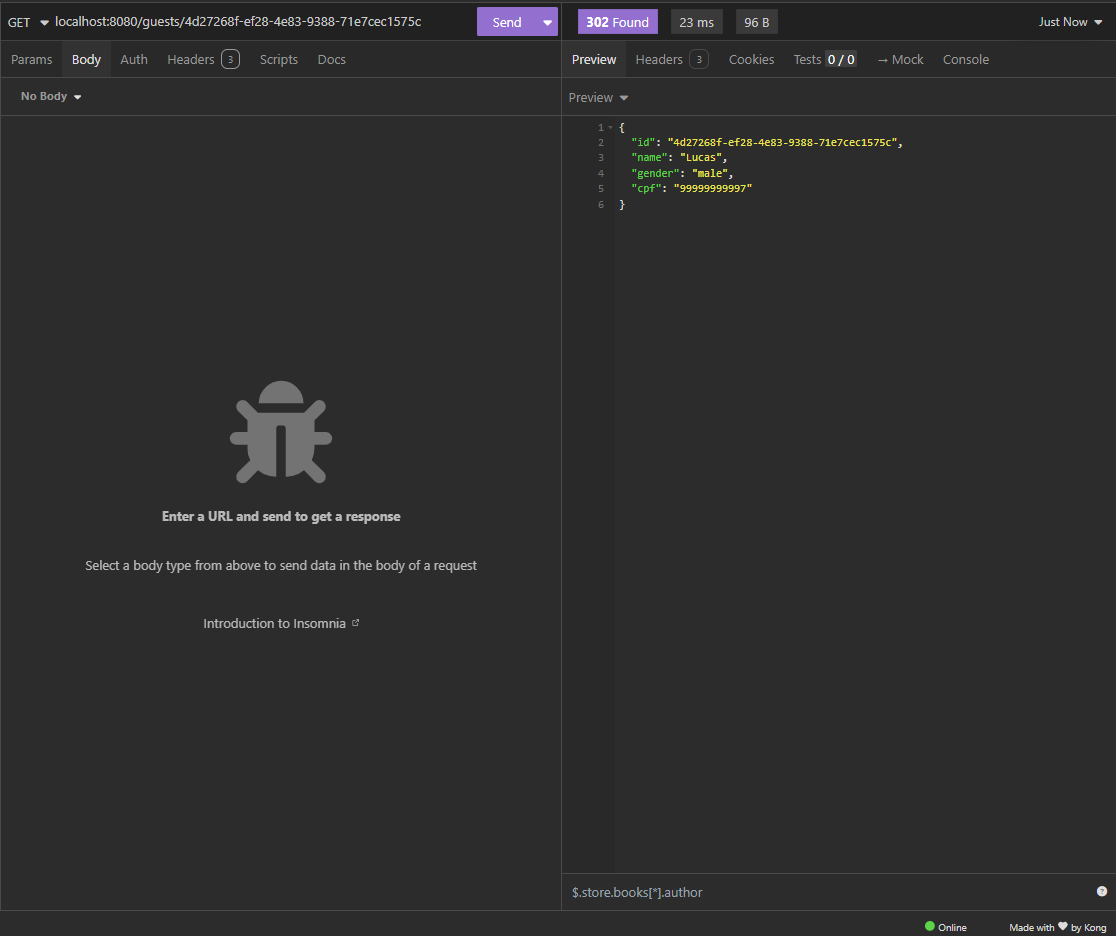 GET localhost:8080/guests/4d27268f-ef28-4e83-9388-71e7cec1575c Send
302 Found 23 ms 96 B Just Now
Params Body Auth Headers 3 Scripts Docs
Preview Headers 3 Cookies Tests 0 / 0 → Mock Console
No Body
Preview
1 {
2 "id": "4d27268f-ef28-4e83-9388-71e7cec1575c",
3 "name": "Lucas",
4 "gender": "male",
5 "cpf": "99999999997"
6 }
Enter a URL and send to get a response
Select a body type from above to send data in the body of a request
Introduction to Insomnia
$.store.books[*].author
?
Online Made with ♥ by Kong